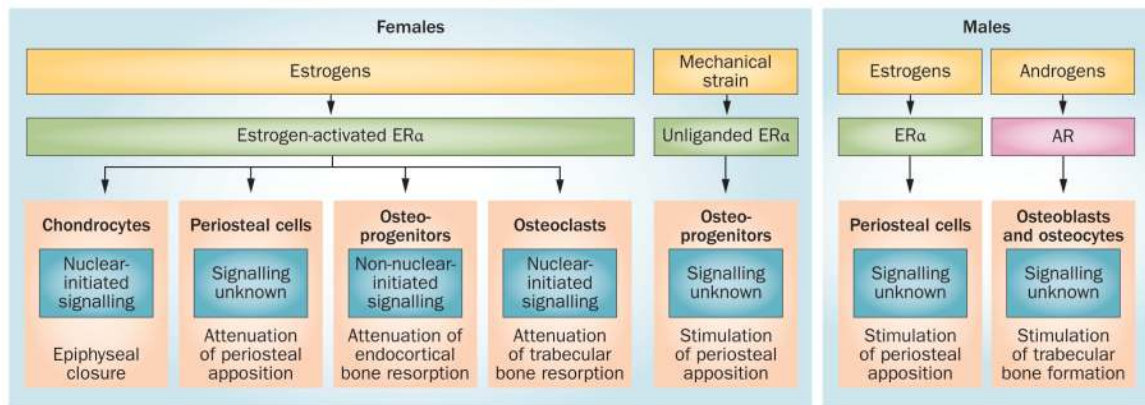 Females
Males
Estrogens
Mechanical
strain
Estrogens
Androgens
Estrogen-activated ERα
Unliganded ERα
ERα
AR
Chondrocytes
Nuclear-
initiated
signalling
Epiphyseal
closure
Periosteal cells
Signalling
unknown
Attenuation
of periosteal
apposition
Osteo-
progenitors
Non-nuclear-
initiated
signalling
Attenuation of
endocortical
bone resorption
Osteoclasts
Nuclear-
initiated
signalling
Attenuation
of trabecular
bone resorption
Osteo-
progenitors
Signalling
unknown
Stimulation
of periosteal
apposition
Periosteal cells
Signalling
unknown
Stimulation
of periosteal
apposition
Osteoblasts
and osteocytes
Signalling
unknown
Stimulation
of trabecular
bone formation